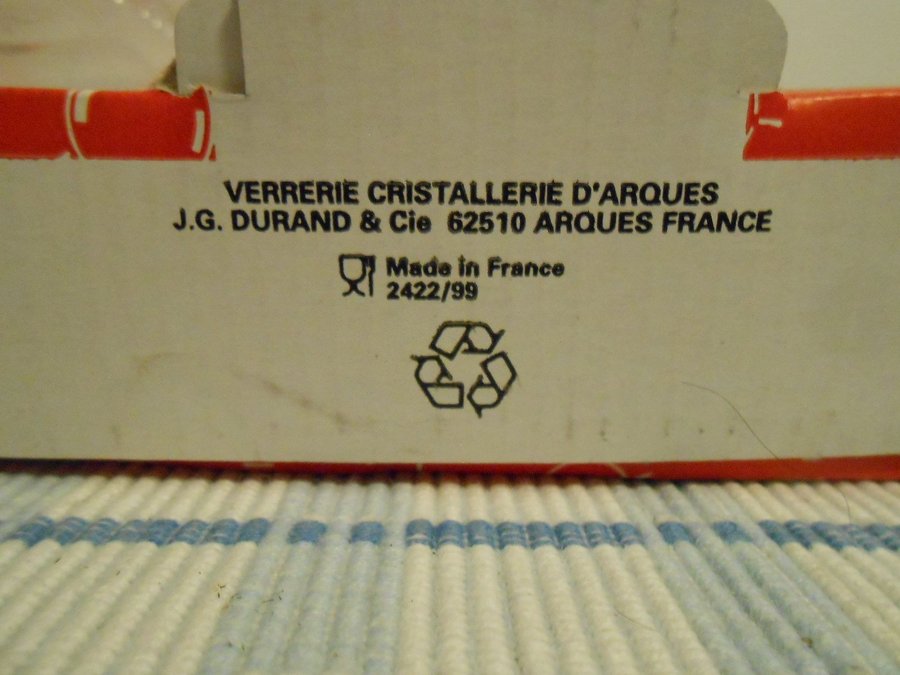 VERRERIE CRISTALLERIE D'ARQUES
J.G. DURAND & Cie 62510 ARQUES FRANCE
Made in France
2422/99